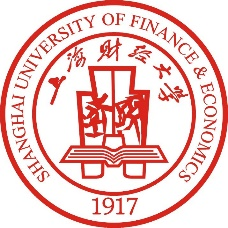 SHANGHAI UNIVERSITY OF FINANCE & ECONOMICS
上海财经大学
1917